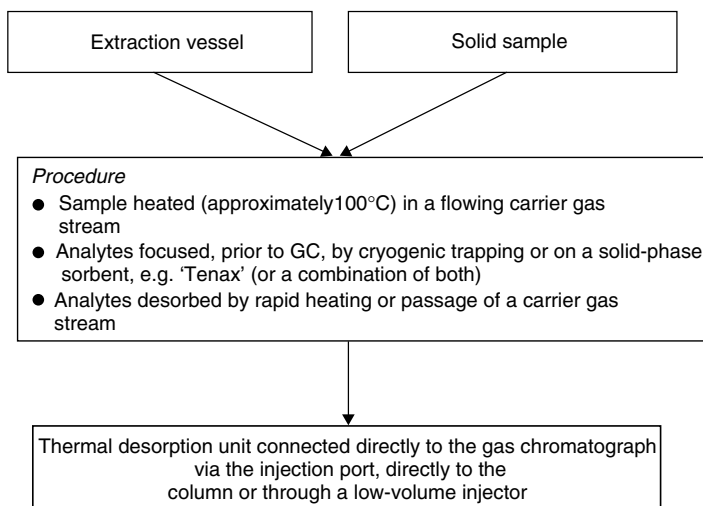 Extraction vessel
Solid sample
Procedure
● Sample heated (approximately100°C) in a flowing carrier gas
stream
● Analytes focused, prior to GC, by cryogenic trapping or on a solid-phase
sorbent, e.g. ‘Tenax’ (or a combination of both)
● Analytes desorbed by rapid heating or passage of a carrier gas
stream
Thermal desorption unit connected directly to the gas chromatograph
via the injection port, directly to the
column or through a low-volume injector